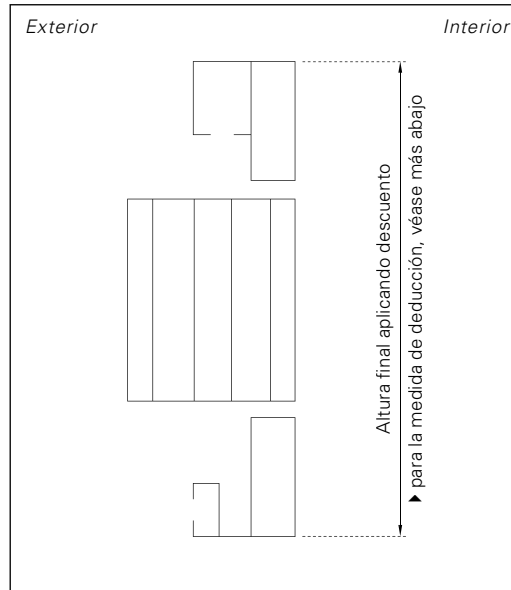 Exterior
Interior
Altura final aplicando descuento
▶ para la medida de deducción, véase más abajo